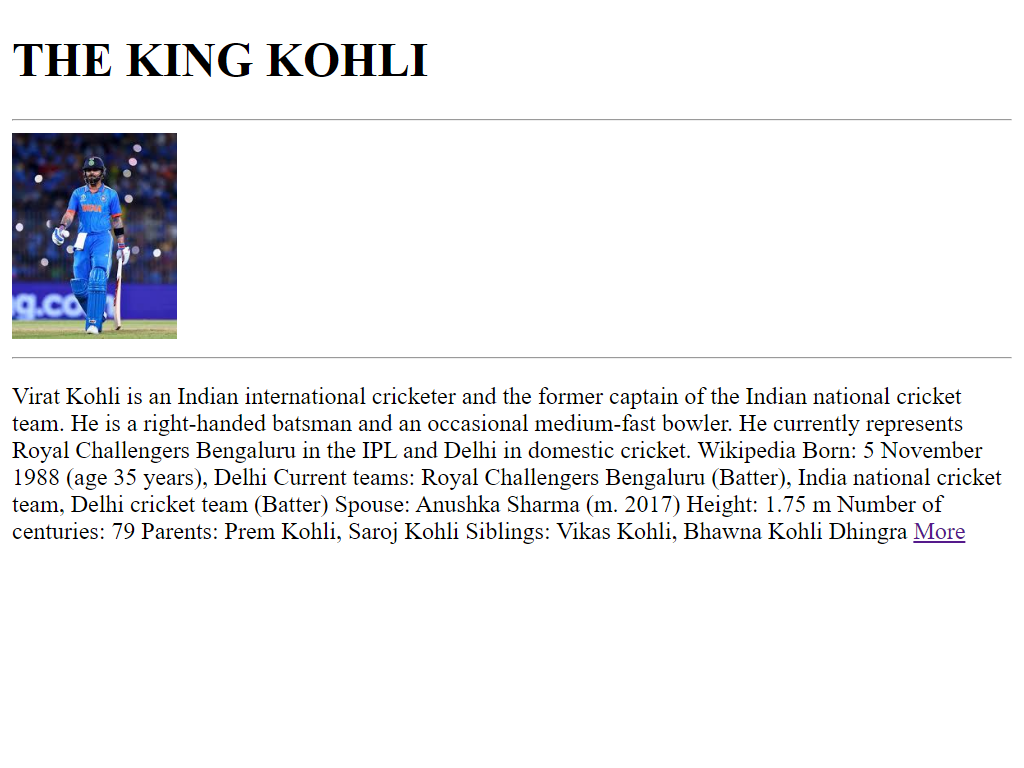 THE KING KOHLI
g.co
Virat Kohli is an Indian international cricketer and the former captain of the Indian national cricket
team. He is a right-handed batsman and an occasional medium-fast bowler. He currently represents
Royal Challengers Bengaluru in the IPL and Delhi in domestic cricket. Wikipedia Born: 5 November
1988 (age 35 years), Delhi Current teams: Royal Challengers Bengaluru (Batter), India national cricket
team, Delhi cricket team (Batter) Spouse: Anushka Sharma (m. 2017) Height: 1.75 m Number of
centuries: 79 Parents: Prem Kohli, Saroj Kohli Siblings: Vikas Kohli, Bhawna Kohli Dhingra More